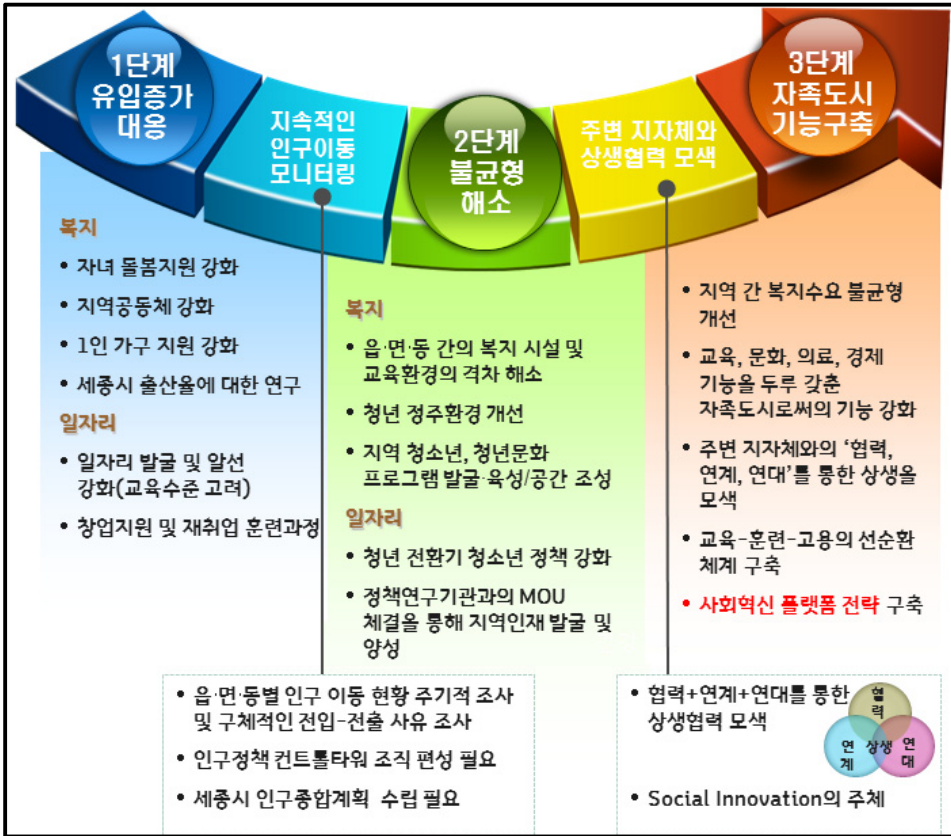 1단계
유입증가
대응
지속적인
인구이동
모니터링
2단계
불균형
해소
주변 지자체와
상생협력 모색
3단계
자족도시
기능구축
복지
• 자녀 돌봄지원 강화
• 지역공동체 강화
• 1인 가구 지원 강화
• 세종시 출산율에 대한 연구
일자리
• 일자리 발굴 및 알선
강화(교육수준 고려)
• 창업지원 및 재취업 훈련과정
복지
• 읍·면·동 간의 복지 시설 및
교육환경의 격차 해소
• 청년 정주환경 개선
• 지역 청소년, 청년문화
프로그램 발굴·육성/공간 조성
일자리
• 청년 전환기 청소년 정책 강화
• 정책연구기관과의 MOU
체결을 통해 지역인재 발굴 및
양성
• 지역 간 복지수요 불균형
개선
• 교육, 문화, 의료, 경제
기능을 두루 갖춘
자족도시로써의 기능 강화
• 주변 지자체와의 ‘협력,
연계, 연대’를 통한 상생을
모색
• 교육-훈련-고용의 선순환
체계 구축
• 사회혁신 플랫폼 전략 구축
• 읍·면·동별 인구 이동 현황 주기적 조사
및 구체적인 전입-전출 사유 조사
• 인구정책 컨트롤타워 조직 편성 필요
• 세종시 인구종합계획 수립 필요
• 협력+연계+연대를 통한
상생협력 모색
• Social Innovation의 주체
협
력
연
계
상생
연
대